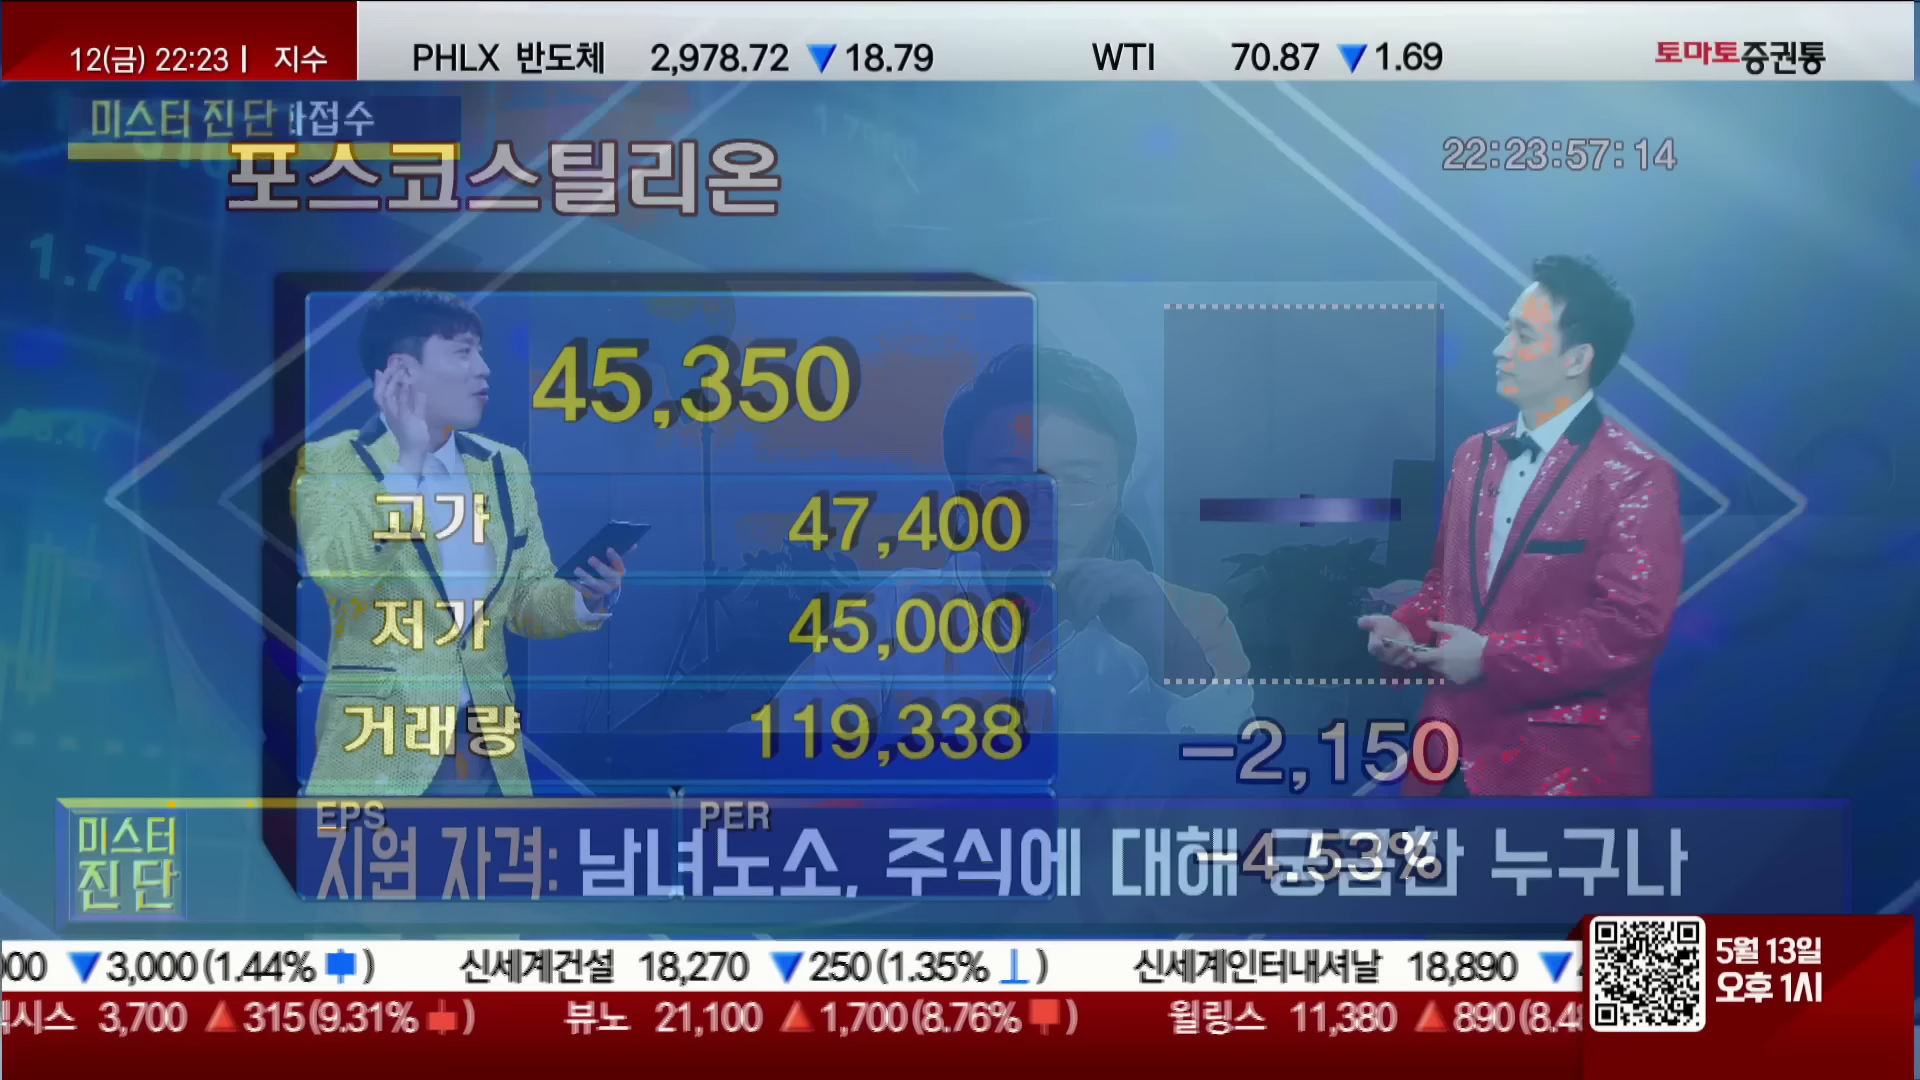 12(금) 22:23 | 지수 PHLX 반도체 2,978.72 ▼18.79 WTI 70.87 ▼1.69 토마토증권통
미스터 진단 접수
포스코스틸리온
22:23:57:14
1.776
45,350
고가 47,400
저가 45,000
거래량 119,338
-2,150
-4.53%
EPS PER
미스터
진단
지원 자격: 남녀노소, 주식에 대해 궁금한 누구나
00 ▼3,000(1.44% ) 신세계건설 18,270 ▼250(1.35% ) 신세계인터내셔날 18,890 ▼
시스 3,700 ▲315(9.31% ) 뷰노 21,100 ▲1,700(8.76% ) 윌링스 11,380 ▲890(8.4
5월 13일
오후 1시